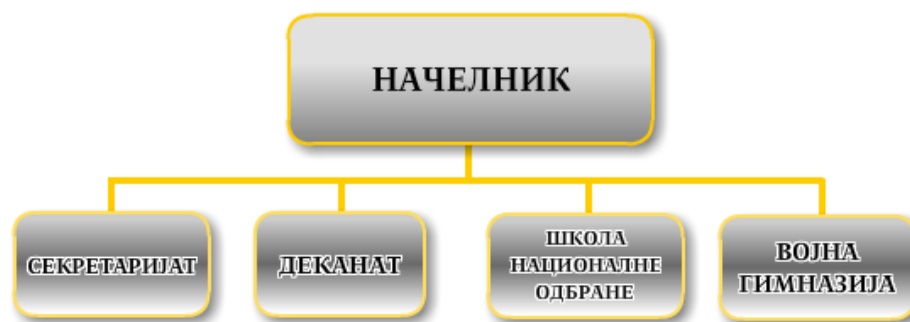 НАЧЕЛНИК
СЕКРЕТАРИЈАТ
ДЕКАНАТ
ШКОЛА
НАЦИОНАЛНЕ
ОДБРАНЕ
ВОЈНА
ГИМНАЗИЈА